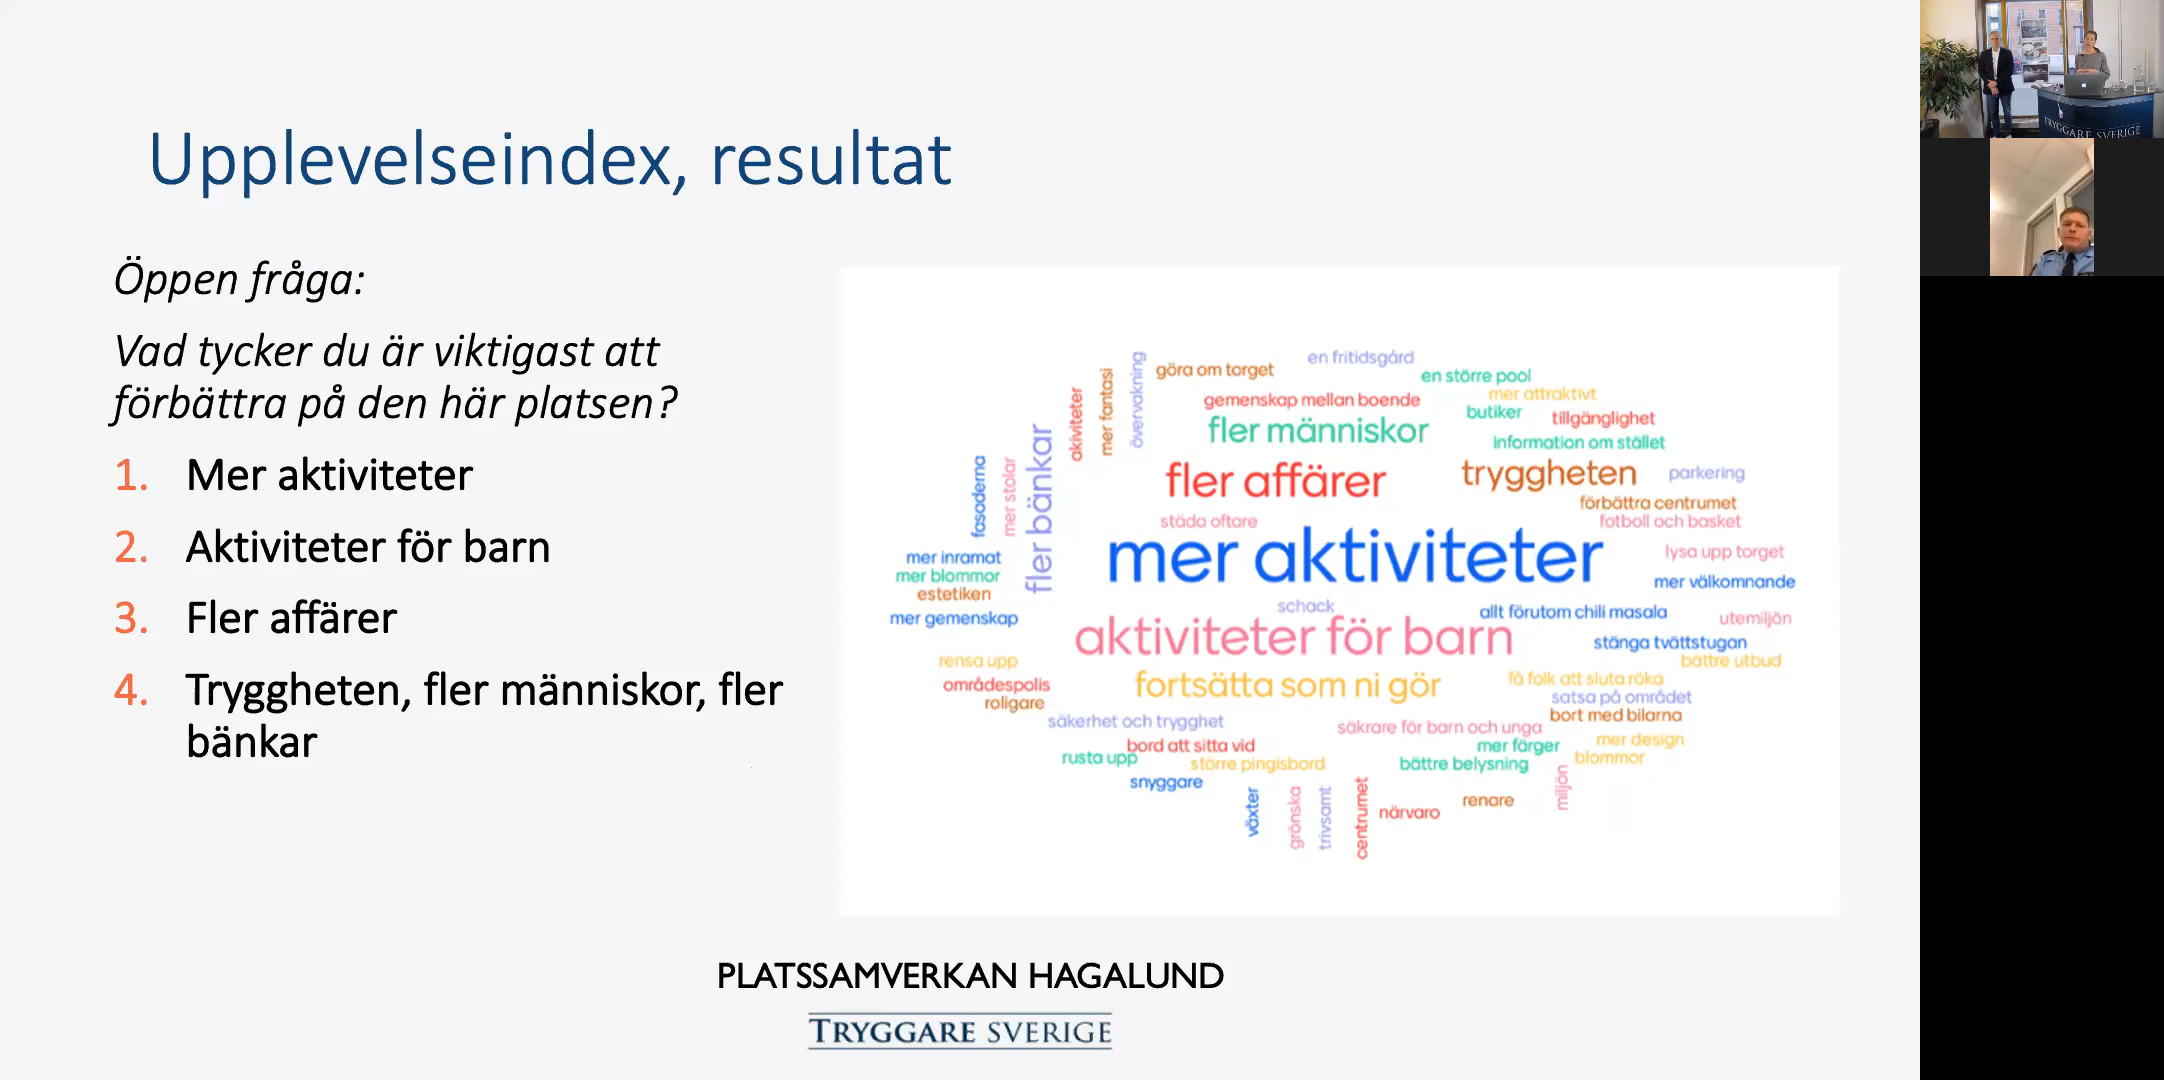 Upplevelseindex, resultat
Öppen fråga:
Vad tycker du är viktigast att
förbättra på den här platsen?
1. Mer aktiviteter
2. Aktiviteter för barn
3. Fler affärer
4. Tryggheten, fler människor, fler
bänkar
en fritidsgård
göra om torget
en större pool
mer attraktivt
gemenskap mellan boende
butiker
tillgänglighet
fler människor
information om stället
övervakning
mer fantasi
akiviteter
fler bänkar
mer stolar
fasaderna
fler affärer
tryggheten
parkering
förbättra centrumet
städa oftare
fotboll och basket
mer aktiviteter
lysa upp torget
mer inramat
mer blommor
mer välkomnande
estetiken
schack
allt förutom chili masala
mer gemenskap
utemiljön
aktiviteter för barn
stänga tvättstugan
rensa upp
bättre utbud
områdespolis
fortsätta som ni gör
få folk att sluta röka
satsa på området
roligare
bort med bilarna
säkerhet och trygghet
säkrare för barn och unga
bord att sitta vid
mer färger
mer design
rusta upp
större pingisbord
bättre belysning
blommor
snyggare
växter
grönska
trivsamt
centrumet
närvaro
renare
miljön
PLATSSAMVERKAN HAGALUND
TRYGGARE SVERIGE
TRYGGARE SVERIGE